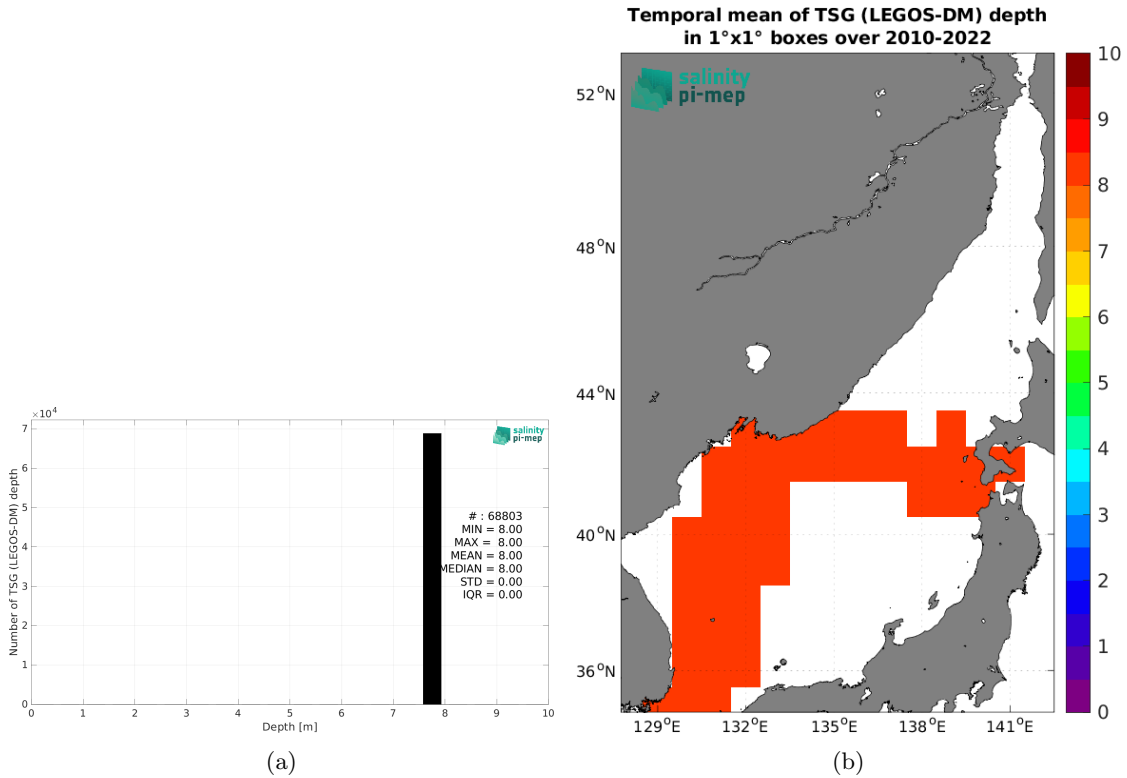 ×10⁴
7
6
5
4
3
2
1
0
Number of TSG (LEGOS-DM) depth
0 1 2 3 4 5 6 7 8 9 10
Depth [m]
salinity
pi-mep
# : 68803
MIN = 8.00
MAX = 8.00
MEAN = 8.00
MEDIAN = 8.00
STD = 0.00
IQR = 0.00
(a)
Temporal mean of TSG (LEGOS-DM) depth
in 1°x1° boxes over 2010-2022
salinity
pi-mep
52°N
48°N
44°N
40°N
36°N
129°E 132°E 135°E 138°E 141°E
10
9
8
7
6
5
4
3
2
1
0
(b)